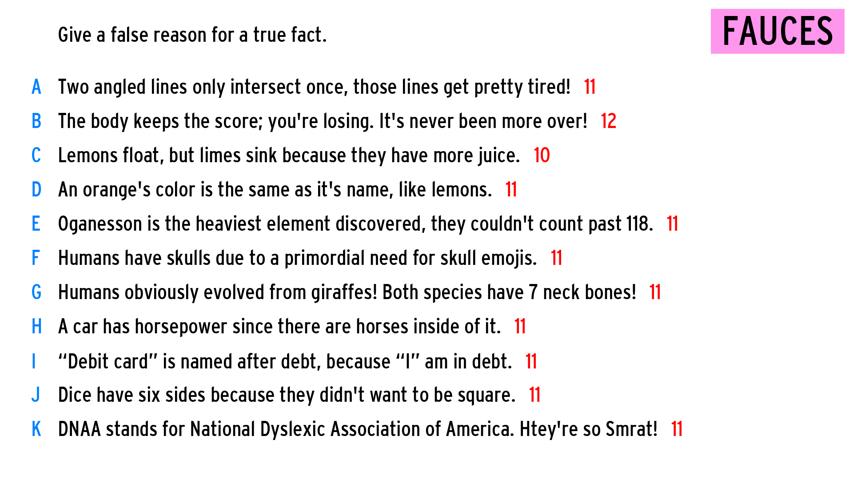 Give a false reason for a true fact.
FAUCES
A Two angled lines only intersect once, those lines get pretty tired! 11
B The body keeps the score; you're losing. It's never been more over! 12
C Lemons float, but limes sink because they have more juice. 10
D An orange's color is the same as it's name, like lemons. 11
E Oganesson is the heaviest element discovered, they couldn't count past 118. 11
F Humans have skulls due to a primordial need for skull emojis. 11
G Humans obviously evolved from giraffes! Both species have 7 neck bones! 11
H A car has horsepower since there are horses inside of it. 11
I “Debit card” is named after debt, because “I” am in debt. 11
J Dice have six sides because they didn't want to be square. 11
K DNAA stands for National Dyslexic Association of America. Htey're so Smrat! 11